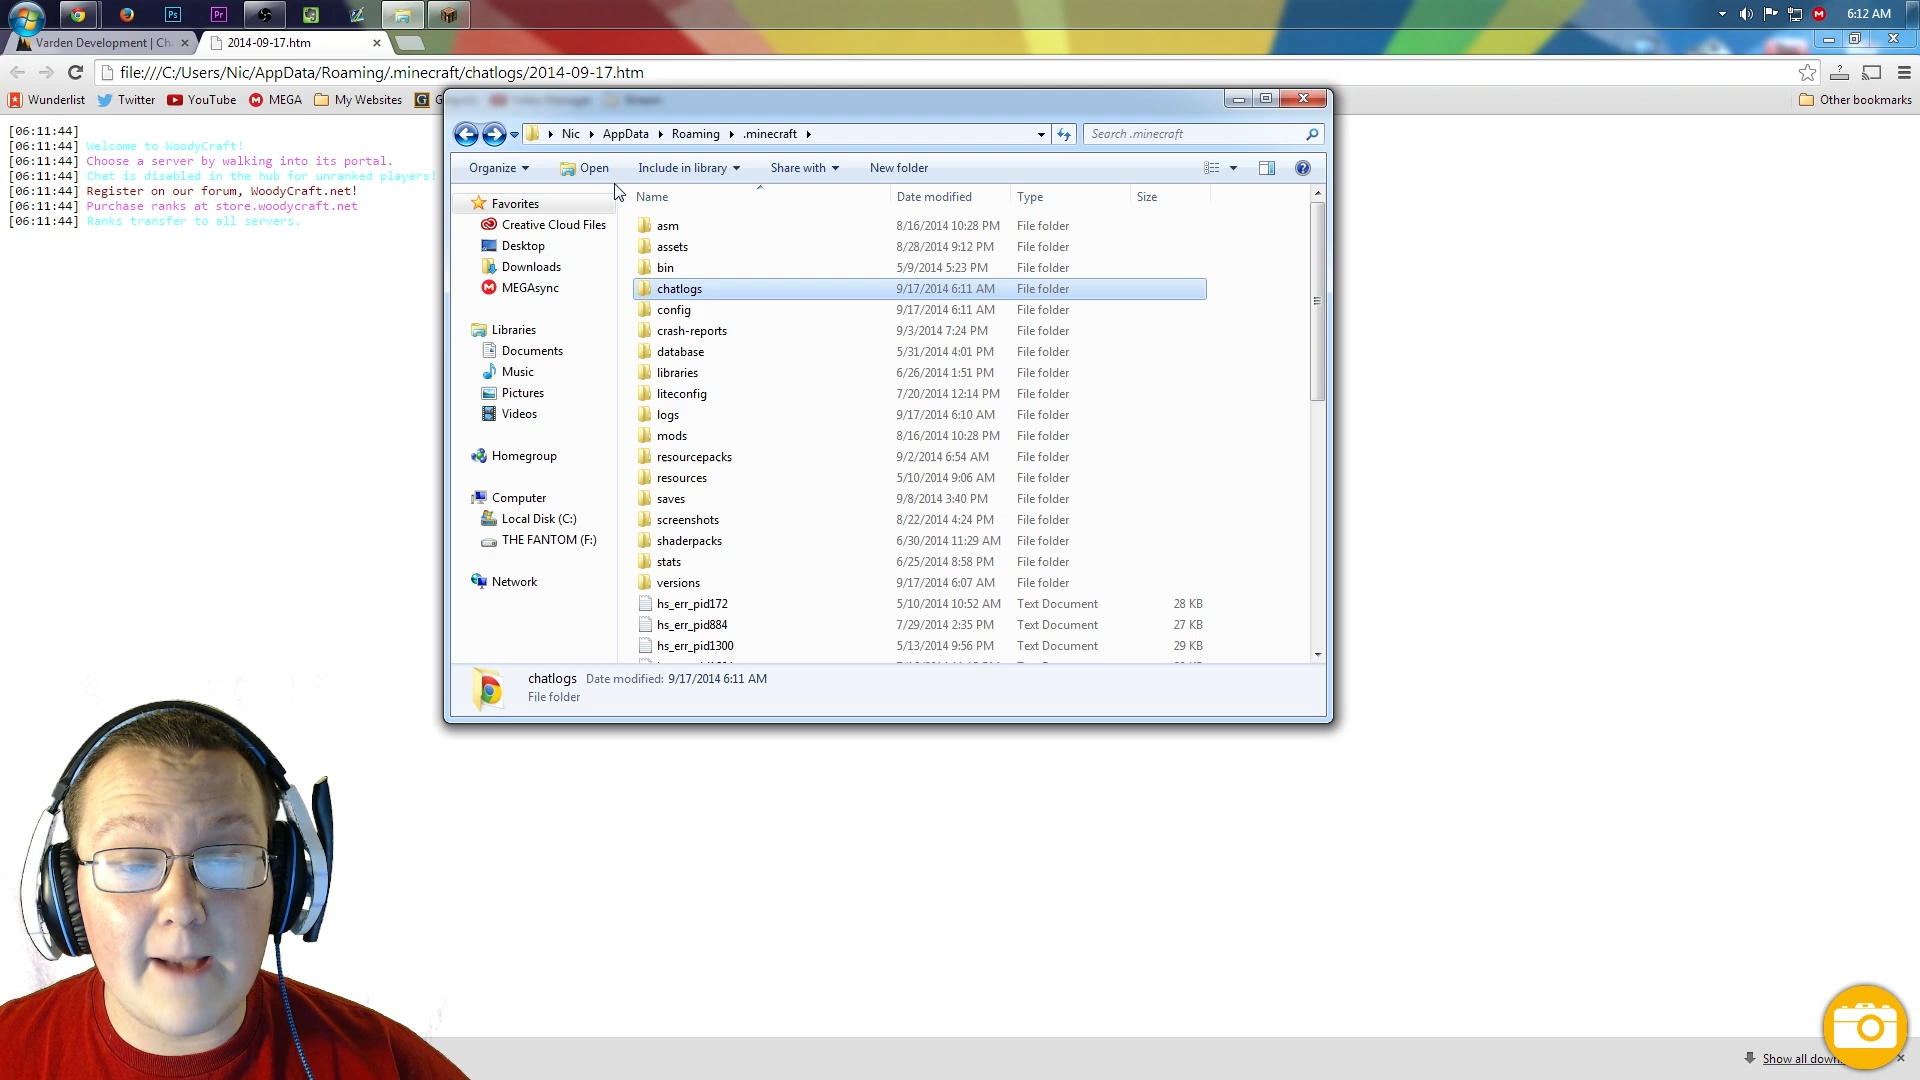 6:12 AM
Varden Development | Ch
2014-09-17.htm
file:///C:/Users/Nic/AppData/Roaming/.minecraft/chatlogs/2014-09-17.htm
Wunderlist
Twitter
YouTube
MEGA
My Websites
Other bookmarks
[06:11:44]
[06:11:44] Welcome to WoodyCraft!
[06:11:44] Choose a server by walking into its portal.
[06:11:44] Chat is disabled in the hub for unranked players!
[06:11:44] Register on our forum, WoodyCraft.net!
[06:11:44] Purchase ranks at store.woodycraft.net
[06:11:44] Ranks transfer to all servers.
Nic AppData Roaming .minecraft
Search .minecraft
Organize Open Include in library Share with New folder
Name Date modified Type Size
Favorites
Creative Cloud Files
Desktop
Downloads
MEGAsync
Libraries
Documents
Music
Pictures
Videos
Homegroup
Computer
Local Disk (C:)
THE FANTOM (F:)
Network
asm 8/16/2014 10:28 PM File folder
assets 8/28/2014 9:12 PM File folder
bin 5/9/2014 5:23 PM File folder
chatlogs 9/17/2014 6:11 AM File folder
config 9/17/2014 6:11 AM File folder
crash-reports 9/3/2014 7:24 PM File folder
database 5/31/2014 4:01 PM File folder
libraries 6/26/2014 1:51 PM File folder
liteconfig 7/20/2014 12:14 PM File folder
logs 9/17/2014 6:10 AM File folder
mods 8/16/2014 10:28 PM File folder
resourcepacks 9/2/2014 6:54 AM File folder
resources 5/10/2014 9:06 AM File folder
saves 9/8/2014 3:40 PM File folder
screenshots 8/22/2014 4:24 PM File folder
shaderpacks 6/30/2014 11:29 AM File folder
stats 6/25/2014 8:58 PM File folder
versions 9/17/2014 6:07 AM File folder
hs_err_pid172 5/10/2014 10:52 AM Text Document 28 KB
hs_err_pid884 7/29/2014 2:35 PM Text Document 27 KB
hs_err_pid1300 5/13/2014 9:56 PM Text Document 29 KB
chatlogs Date modified: 9/17/2014 6:11 AM
File folder
Show all down